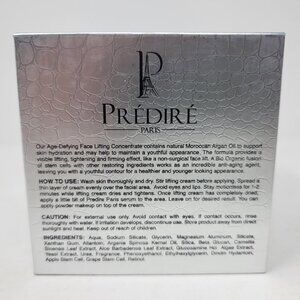 P
PRÉDIRÉ
PARIS
Our Age-Defying Face Lifting Concentrate contains natural Moroccan Argan Oil to support
skin hydration and may help to maintain a youthful appearance. The formula provides a
visible lifting, tightening and firming effect, like a non-surgical face lift. A Bio Organic fusion
of stem cells with other restoring ingredients works as an incredible anti-aging agent,
leaving you with a youthful contour for a healthier and younger looking appearance.
HOW TO USE: Wash skin thoroughly and dry. Stir lifting cream before applying. Spread a
thin layer of cream evenly over the facial area. Avoid eyes and lips. Stay motionless for 1-2
minutes while lifting cream dries and tightens. Once lifting cream has completely dried,
apply a little bit of Predire Paris serum to the area. Leave on for desired result. You can
apply powder makeup on top of the cream.
CAUTION: For external use only. Avoid contact with eyes. If contact occurs, rinse
thoroughly with water. If irritation develops, discontinue use. Store product away from direct
sunlight and heat. Keep out of reach of children.
INGREDIENTS: Aqua, Sodium Silicate, Glycerin, Magnesium Aluminum, Silicate,
Xanthan Gum, Allantoin, Argania Spinosa Kernel Oil, Silica, Beta Glucan, Camellia
Sinensis Leaf Extract, Aloe Barbadensis Leaf Extract, Glucosamine, Algae Extract,
Yeast Extract, Urea, Fragrance, Phenoxyethanol, Ethylhexylglycerin, Dmdm Hydantoin,
Apple Stem Cell, Grape Stem Cell, Retinol.